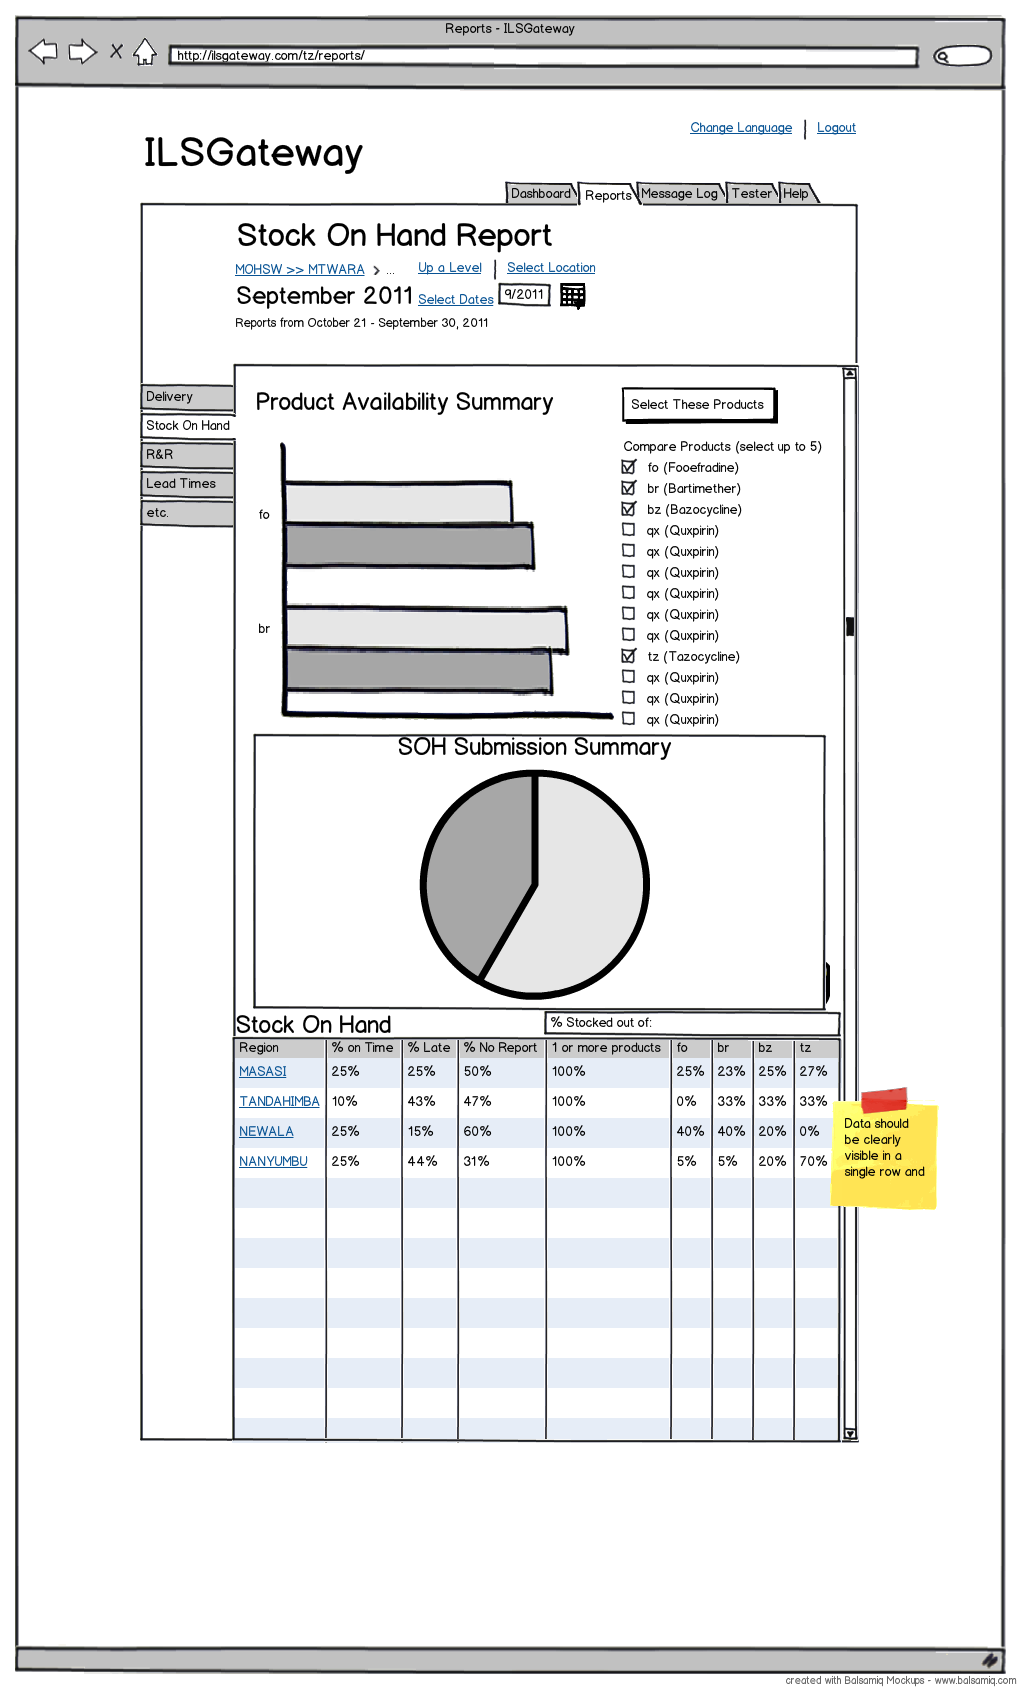 Reports - ILSGateway
http://ilsgateway.com/tz/reports/
Change Language | Logout
ILSGateway
Dashboard Reports Message Log Tester Help
Stock On Hand Report
MOHSW >> MTWARA > ... Up a Level | Select Location
September 2011 Select Dates 9/2011
Reports from October 21 - September 30, 2011
Delivery
Stock On Hand
R&R
Lead Times
etc.
Product Availability Summary
fo
br
Select These Products
Compare Products (select up to 5)
fo (Fooefradine)
br (Bartimether)
bz (Bazocycline)
qx (Quxpirin)
qx (Quxpirin)
qx (Quxpirin)
qx (Quxpirin)
qx (Quxpirin)
qx (Quxpirin)
tz (Tazocycline)
qx (Quxpirin)
qx (Quxpirin)
qx (Quxpirin)
SOH Submission Summary
Stock On Hand
% Stocked out of:
Region % on Time % Late % No Report 1 or more products fo br bz tz
MASASI 25% 25% 50% 100% 25% 23% 25% 27%
TANDAHIMBA 10% 43% 47% 100% 0% 33% 33% 33%
NEWALA 25% 15% 60% 100% 40% 40% 20% 0%
NANYUMBU 25% 44% 31% 100% 5% 5% 20% 70%
Data should
be clearly
visible in a
single row and
created with Balsamiq Mockups - www.balsamiq.com